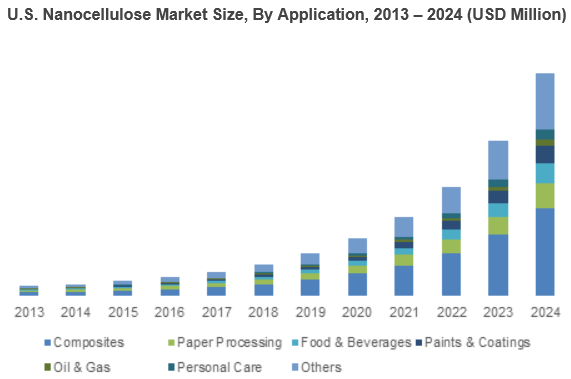 U.S. Nanocellulose Market Size, By Application, 2013 – 2024 (USD Million)
2013 2014 2015 2016 2017 2018 2019 2020 2021 2022 2023 2024
Composites Paper Processing Food & Beverages Paints & Coatings
Oil & Gas Personal Care Others